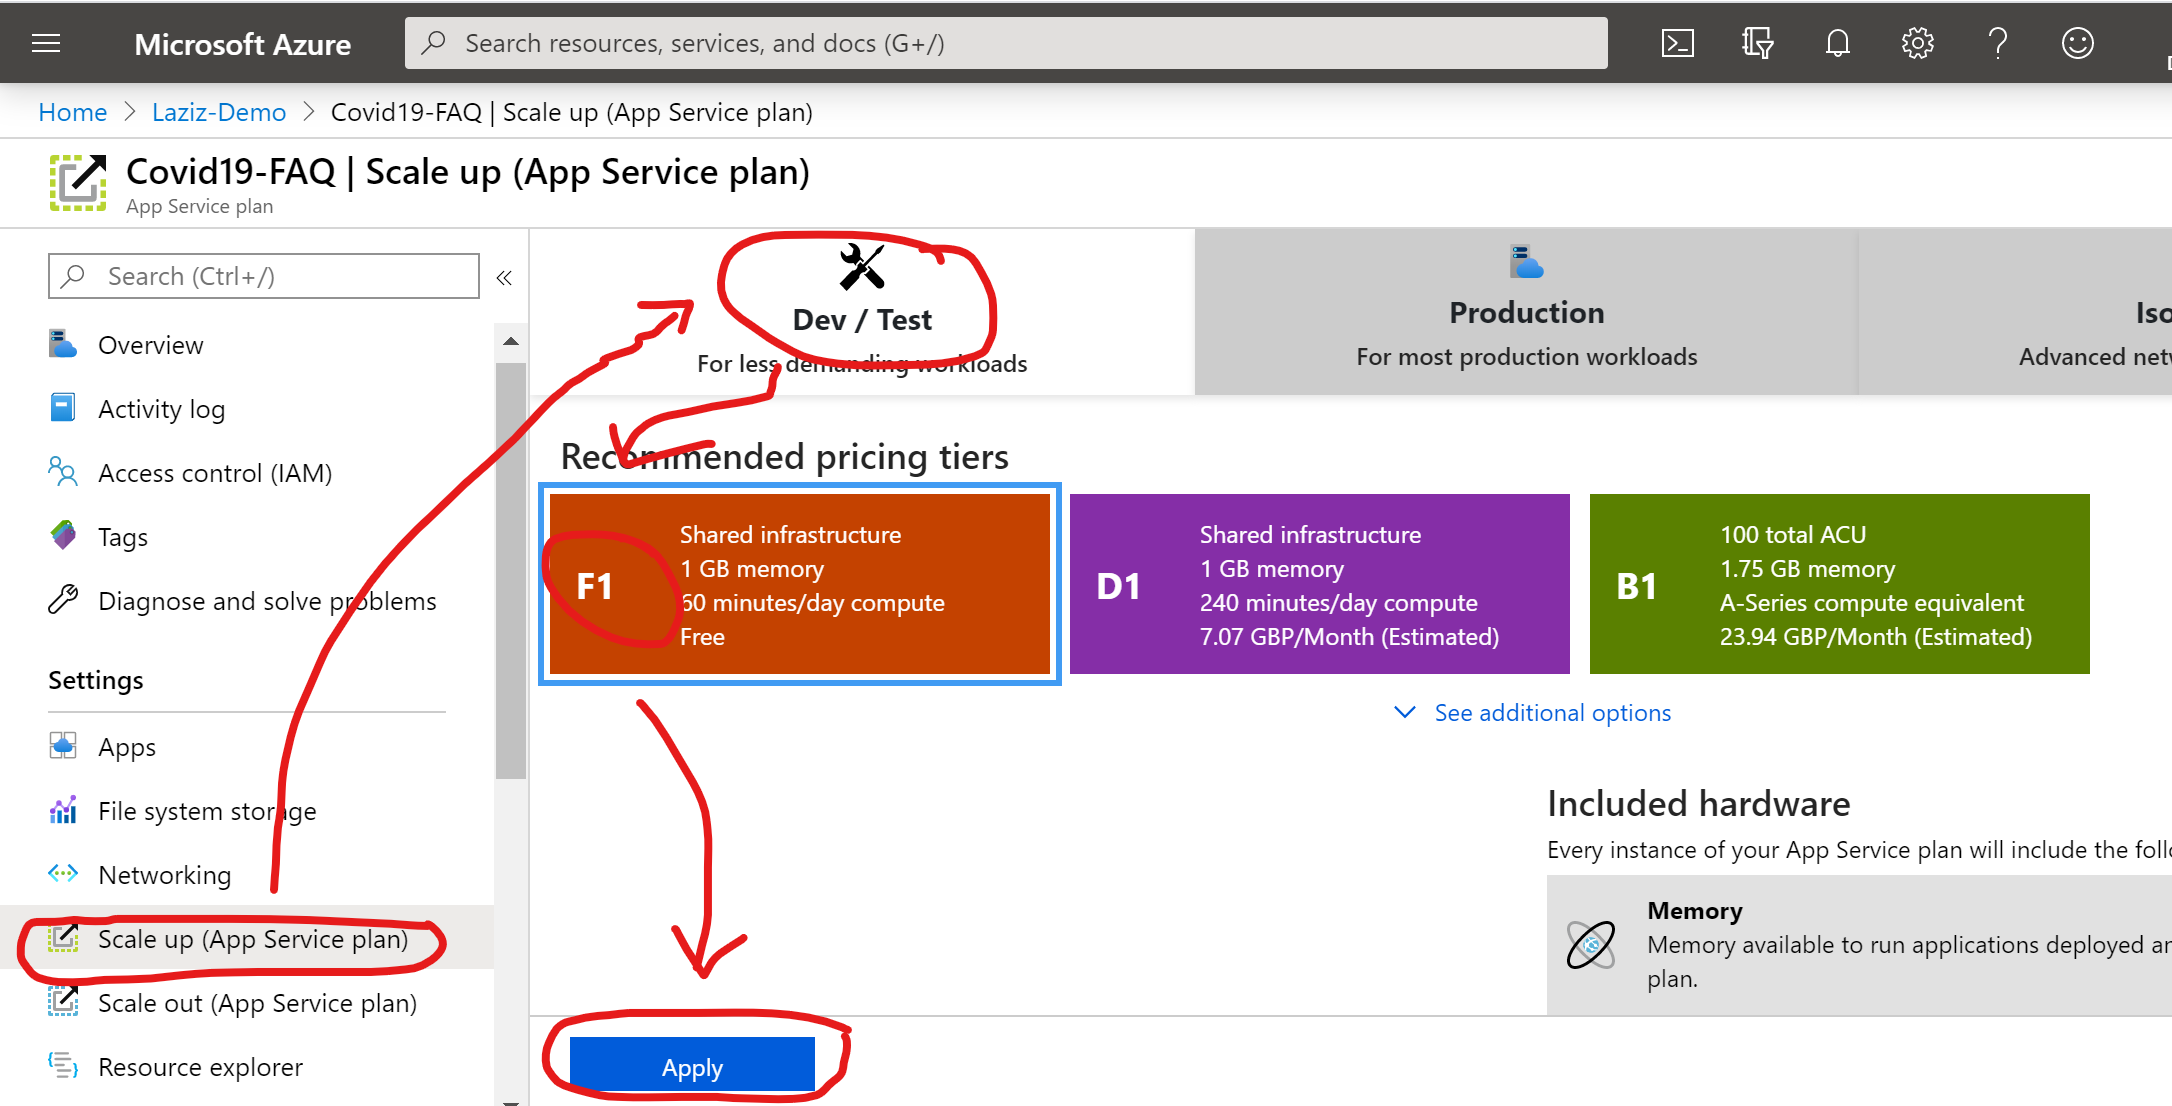 Microsoft Azure
Search resources, services, and docs (G+/)
Home > Laziz-Demo > Covid19-FAQ | Scale up (App Service plan)
Covid19-FAQ | Scale up (App Service plan)
App Service plan
Search (Ctrl+/)
«
Overview
Activity log
Access control (IAM)
Tags
Diagnose and solve problems
Settings
Apps
File system storage
Networking
Scale up (App Service plan)
Scale out (App Service plan)
Resource explorer
Dev / Test
For less demanding workloads
Production
For most production workloads
Iso
Advanced netw
Recommended pricing tiers
F1
Shared infrastructure
1 GB memory
60 minutes/day compute
Free
D1
Shared infrastructure
1 GB memory
240 minutes/day compute
7.07 GBP/Month (Estimated)
B1
100 total ACU
1.75 GB memory
A-Series compute equivalent
23.94 GBP/Month (Estimated)
See additional options
Included hardware
Every instance of your App Service plan will include the follo
Memory
Memory available to run applications deployed an
plan.
Apply